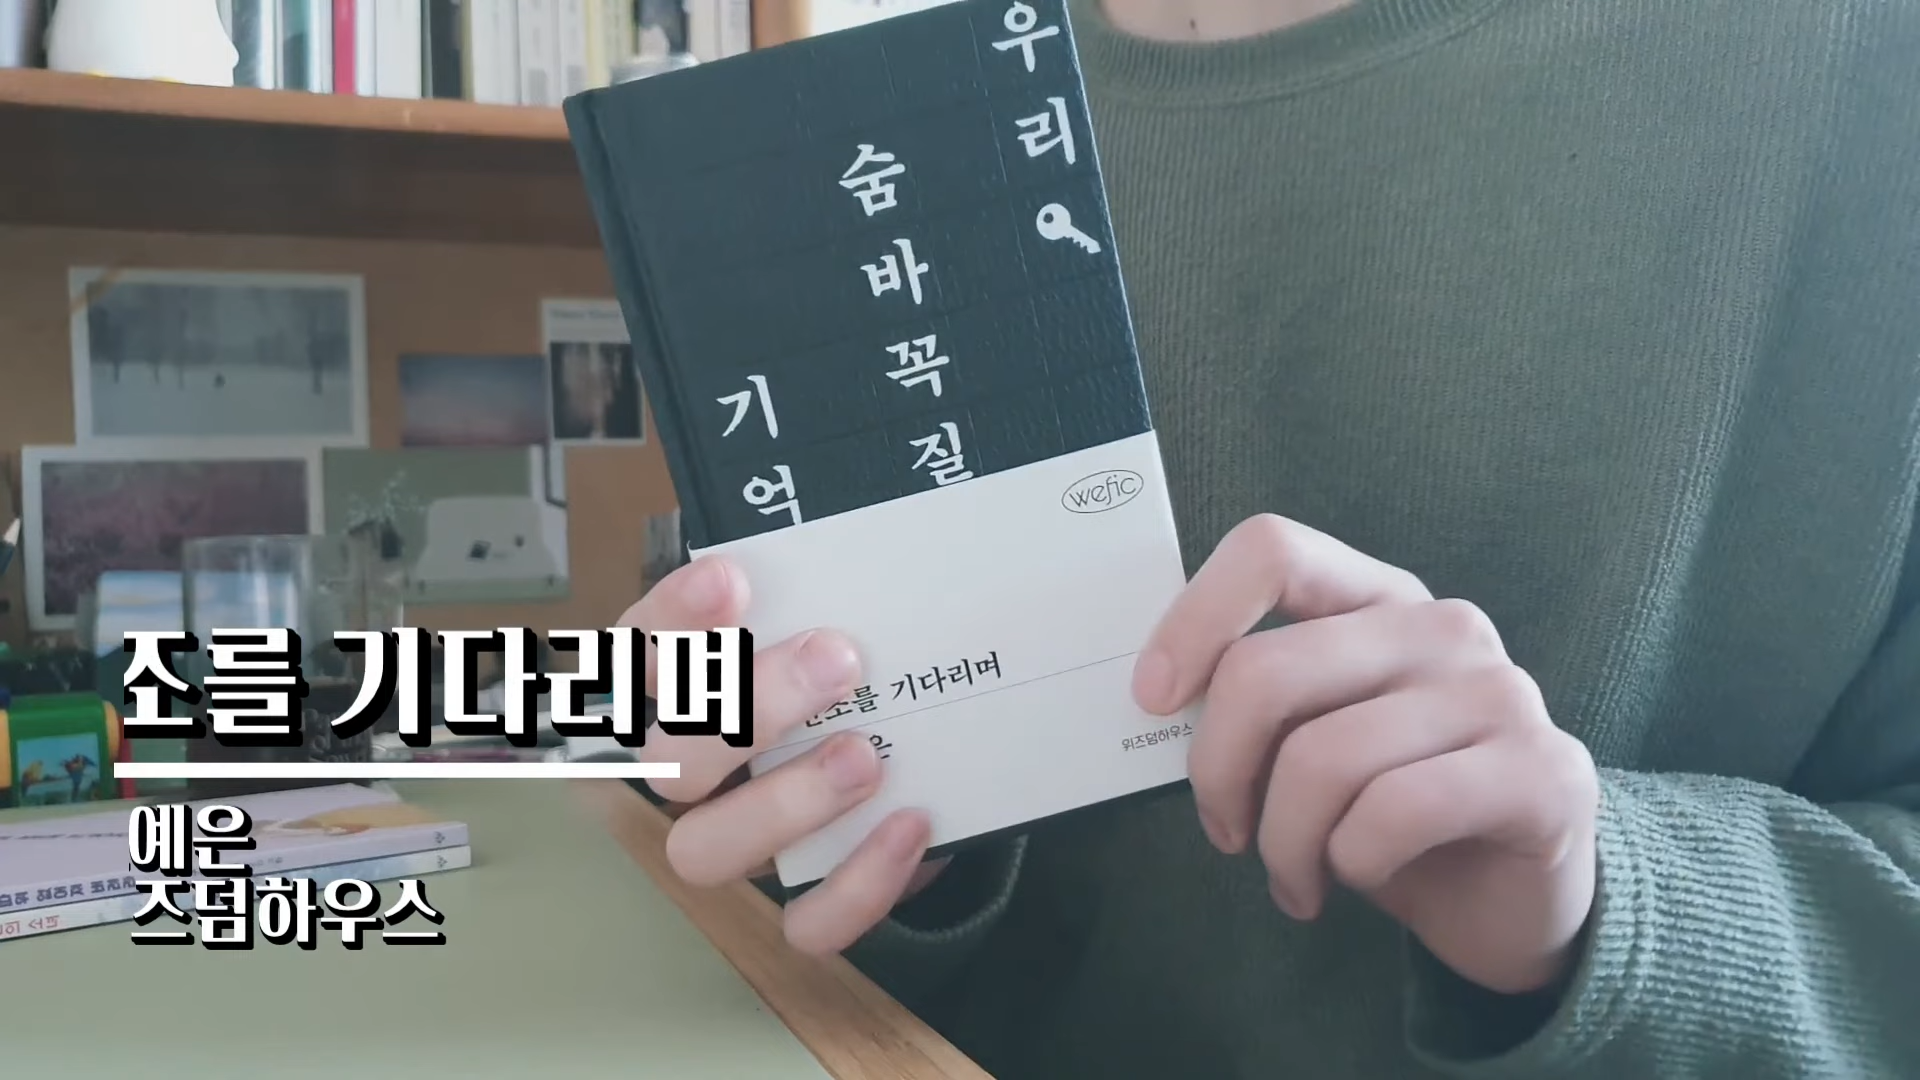 우리
숨바꼭질
기억
wefic
조를 기다리며
위즈덤하우스
조를 기다리며
예은
즈덤하우스